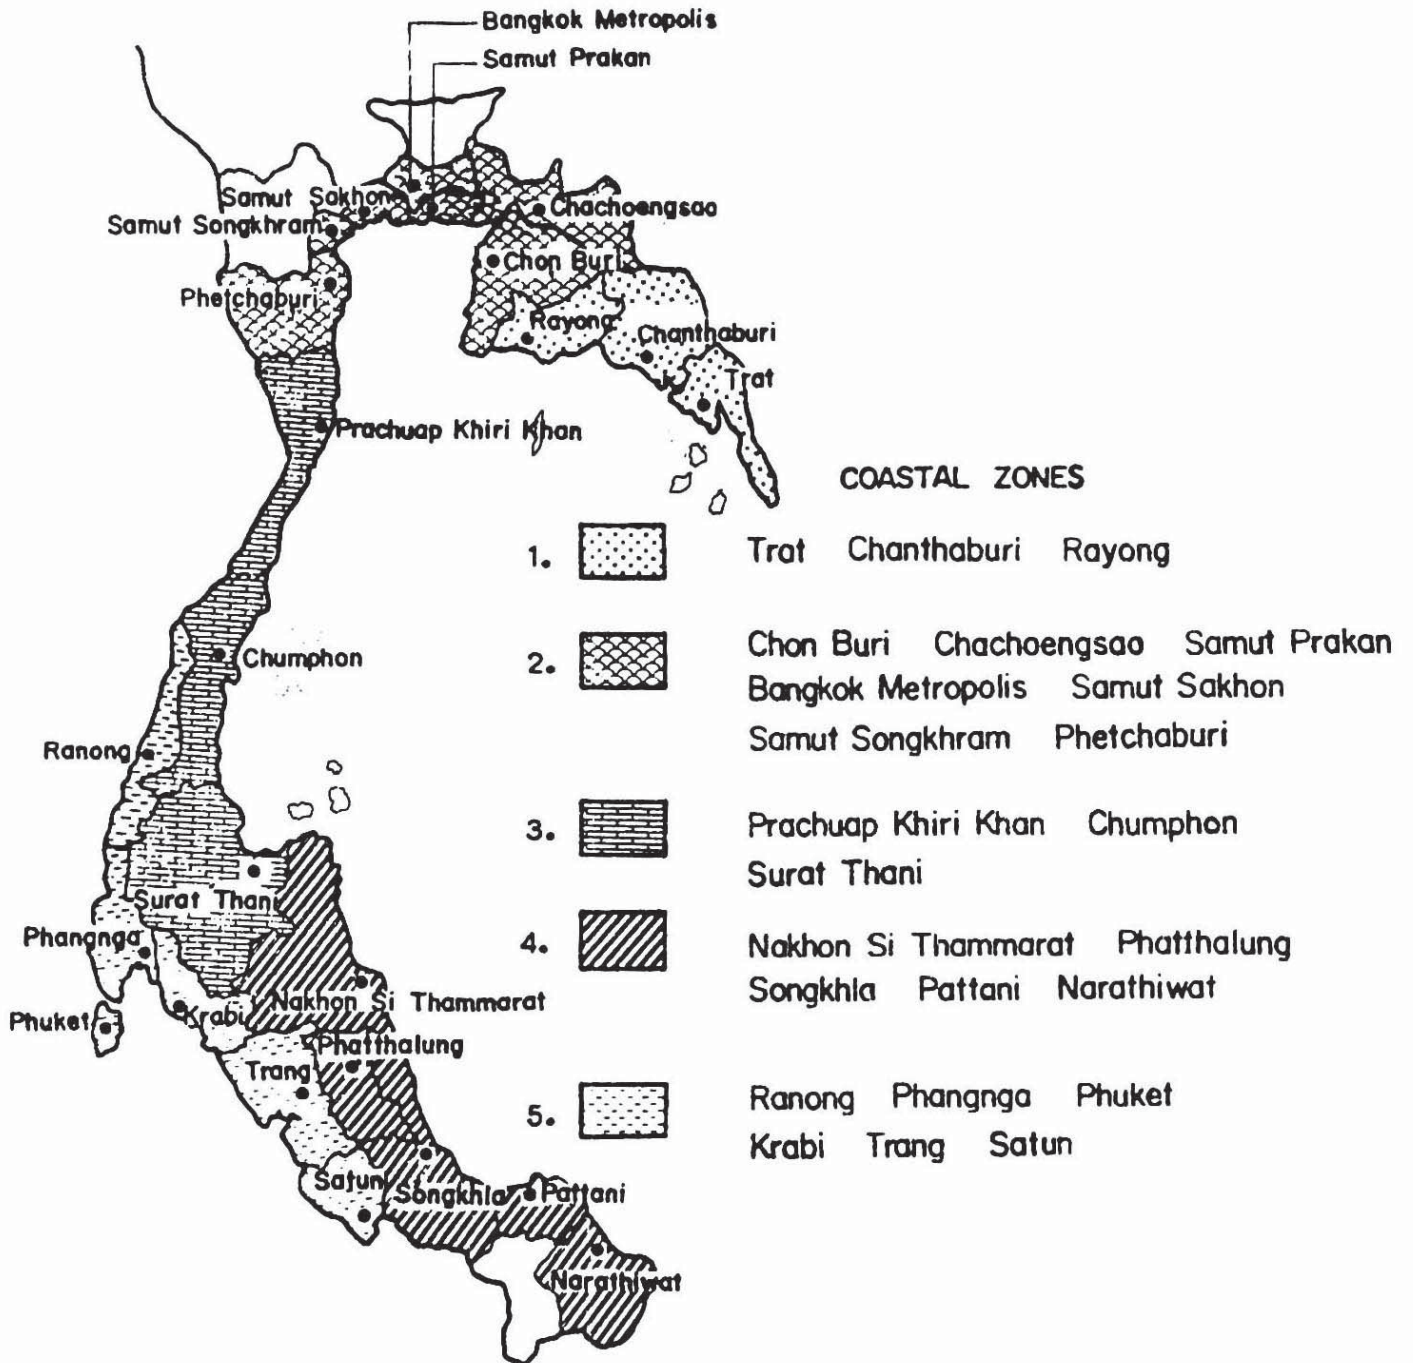 Bangkok Metropolis
Samut Prakan
Samut Sakhon
Samut Songkhram
Chachoengsao
Chon Buri
Phetchaburi
Rayong
Chanthaburi
Trat
Prachuap Khiri Khan
Chumphon
Ranong
Surat Thani
Phangnga
Nakhon Si Thammarat
Krabi
Phuket
Phatthalung
Trang
Satun
Songkhla
Pattani
Narathiwat
COASTAL ZONES
1. Trat Chanthaburi Rayong
2. Chon Buri Chachoengsao Samut Prakan
Bangkok Metropolis Samut Sakhon
Samut Songkhram Phetchaburi
3. Prachuap Khiri Khan Chumphon
Surat Thani
4. Nakhon Si Thammarat Phatthalung
Songkhla Pattani Narathiwat
5. Ranong Phangnga Phuket
Krabi Trang Satun